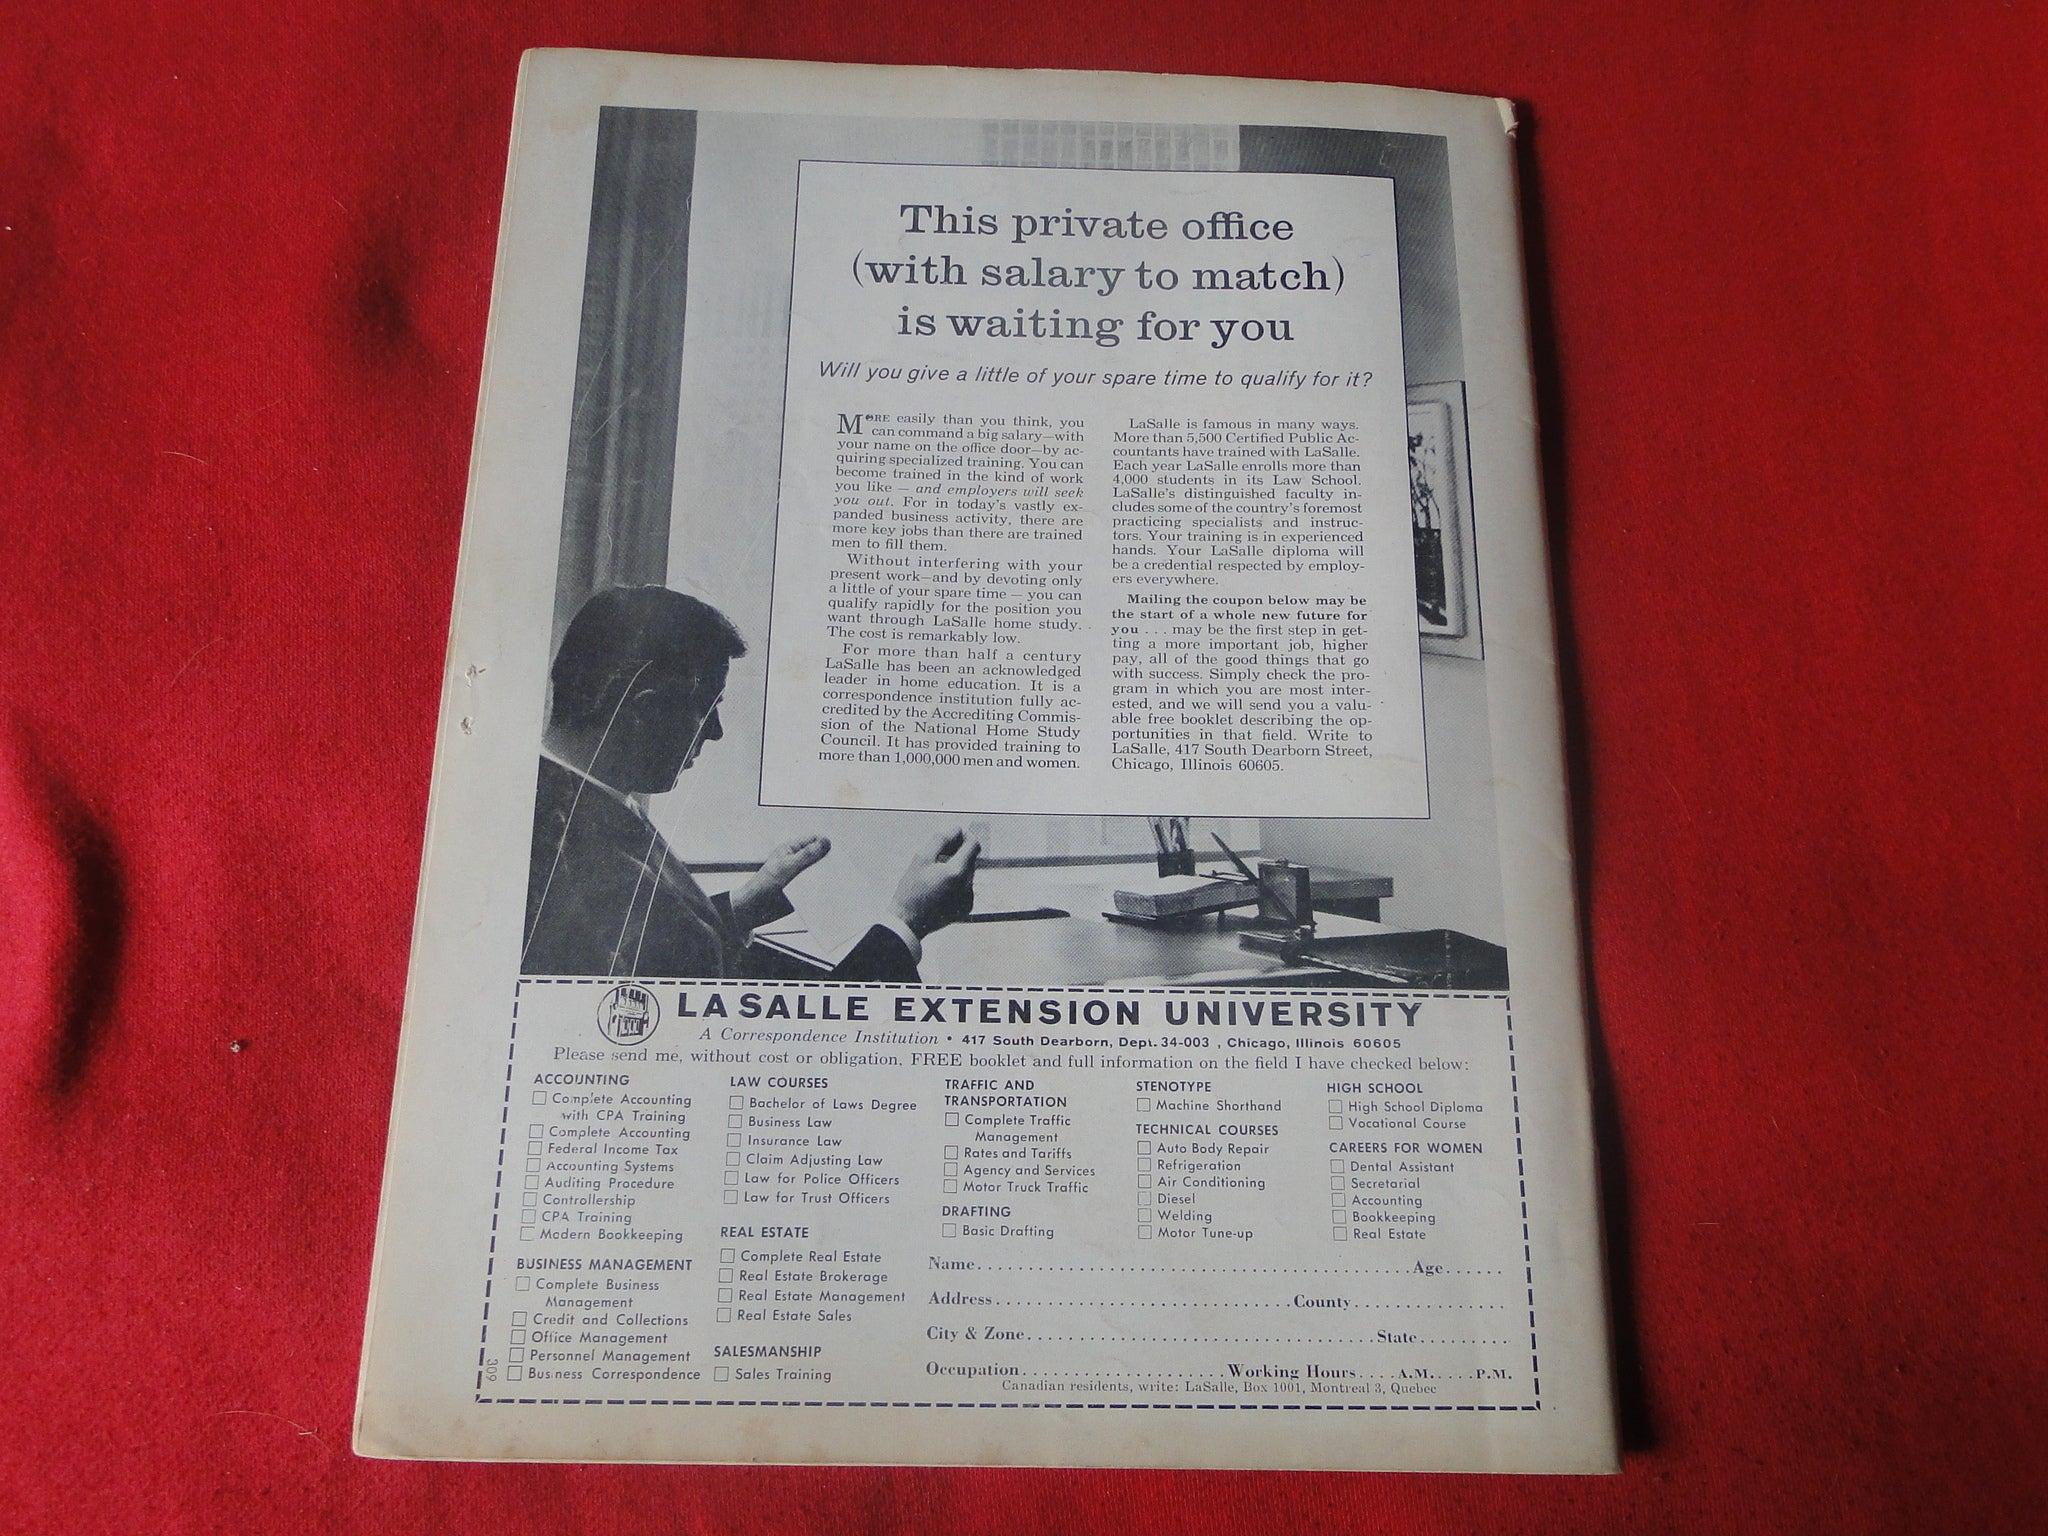 This private office
(with salary to match)
is waiting for you
Will you give a little of your spare time to qualify for it?
MORE easily than you think, you
can command a big salary—with
your name on the office door—by ac-
quiring specialized training. You can
become trained in the kind of work
you like — and employers will seek
you out. For in today's vastly ex-
panded business activity, there are
more key jobs than there are trained
men to fill them.
Without interfering with your
present work—and by devoting only
a little of your spare time — you can
qualify rapidly for the position you
want through LaSalle home study.
The cost is remarkably low.
For more than half a century
LaSalle has been an acknowledged
leader in home education. It is a
correspondence institution fully ac-
credited by the Accrediting Commis-
sion of the National Home Study
Council. It has provided training to
more than 1,000,000 men and women.
LaSalle is famous in many ways.
More than 5,500 Certified Public Ac-
countants have trained with LaSalle.
Each year LaSalle enrolls more than
4,000 students in its Law School.
LaSalle's distinguished faculty in-
cludes some of the country's foremost
practicing specialists and instruc-
tors. Your training is in experienced
hands. Your LaSalle diploma will
be a credential respected by employ-
ers everywhere.
Mailing the coupon below may be
the start of a whole new future for
you . . . may be the first step in get-
ting a more important job, higher
pay, all of the good things that go
with success. Simply check the pro-
gram in which you are most inter-
ested, and we will send you a valu-
able free booklet describing the op-
portunities in that field. Write to
LaSalle, 417 South Dearborn Street,
Chicago, Illinois 60605.
LA SALLE EXTENSION UNIVERSITY
A Correspondence Institution • 417 South Dearborn, Dept. 34-003 , Chicago, Illinois 60605
Please send me, without cost or obligation, FREE booklet and full information on the field I have checked below:
ACCOUNTING
Complete Accounting
with CPA Training
Complete Accounting
Federal Income Tax
Accounting Systems
Auditing Procedure
Controllership
CPA Training
Modern Bookkeeping
BUSINESS MANAGEMENT
Complete Business
Management
Credit and Collections
Office Management
Personnel Management
Business Correspondence
309
LAW COURSES
Bachelor of Laws Degree
Business Law
Insurance Law
Claim Adjusting Law
Law for Police Officers
Law for Trust Officers
REAL ESTATE
Complete Real Estate
Real Estate Brokerage
Real Estate Management
Real Estate Sales
SALESMANSHIP
Sales Training
TRAFFIC AND
TRANSPORTATION
Complete Traffic
Management
Rates and Tariffs
Agency and Services
Motor Truck Traffic
DRAFTING
Basic Drafting
STENOTYPE
Machine Shorthand
TECHNICAL COURSES
Auto Body Repair
Refrigeration
Air Conditioning
Diesel
Welding
Motor Tune-up
HIGH SCHOOL
High School Diploma
Vocational Course
CAREERS FOR WOMEN
Dental Assistant
Secretarial
Accounting
Bookkeeping
Real Estate
Name........................................Age......
Address............................County..............
City & Zone.................................State.........
Occupation....................Working Hours....A.M.....P.M.
Canadian residents, write: LaSalle, Box 1001, Montreal 3, Quebec